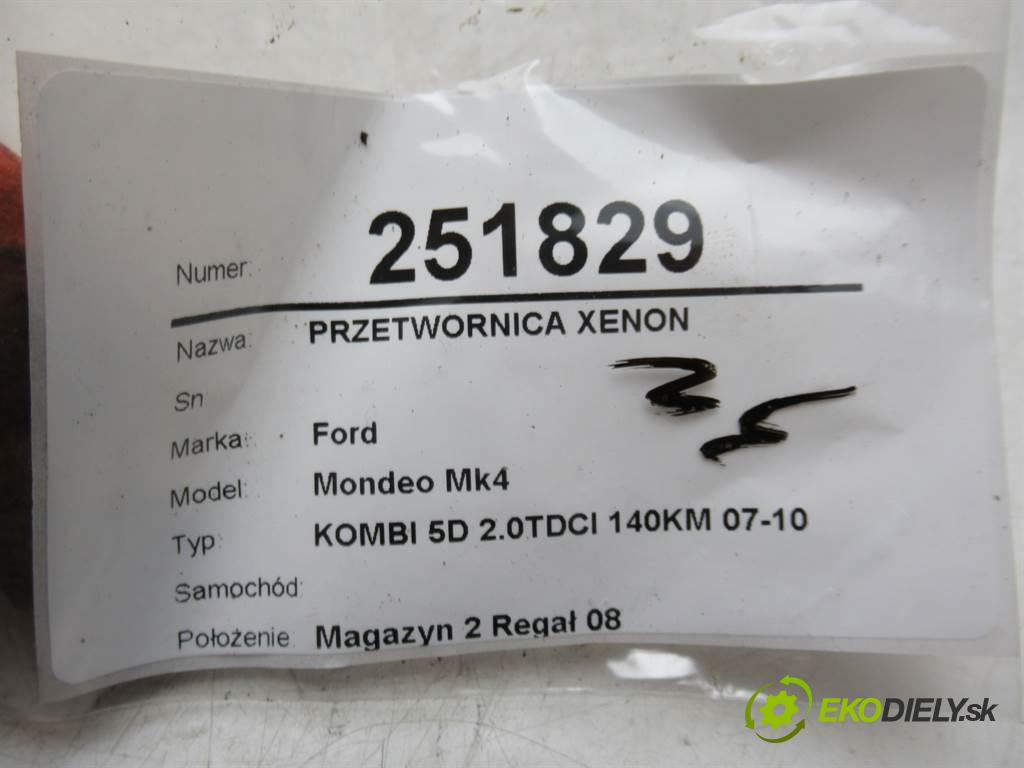 Numer: 251829
Nazwa: PRZETWORNICA XENON
Sn
Marka: Ford
Model: Mondeo Mk4
Typ: KOMBI 5D 2.0TDCI 140KM 07-10
Samochód:
Położenie: Magazyn 2 Regał 08
EKODIELY.sk